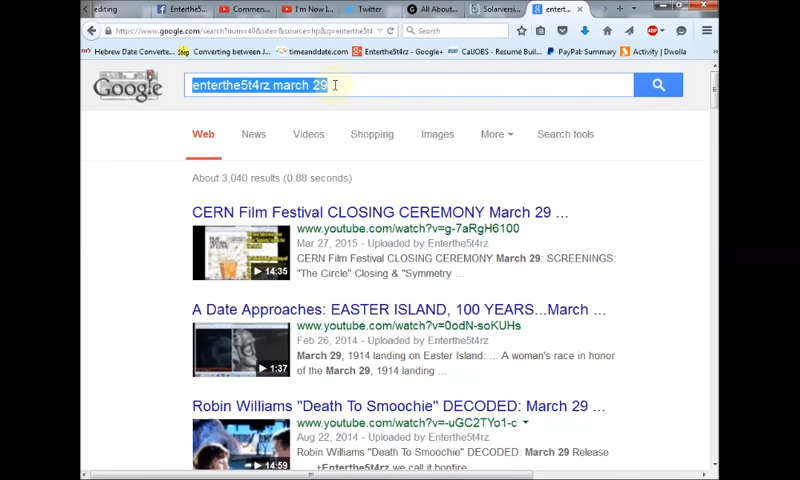 editing
Enterthe5...
Commen...
I'm Now I...
Twitter
All About...
Solarversi...
entert...
https://www.google.com/search?num=40&site=&source=hp&q=enterthe5t4
Search
Hebrew Date Converte...
Converting between J...
timeanddate.com
Enterthe5t4rz - Google+
CalJOBS - Resumé Build...
PayPal: Summary
Activity | Dwolla
Google
enterthe5t4rz march 29
Web News Videos Shopping Images More Search tools
About 3,040 results (0.88 seconds)
CERN Film Festival CLOSING CEREMONY March 29 ...
www.youtube.com/watch?v=g-7aRgH6100
Mar 27, 2015 - Uploaded by Enterthe5t4rz
CERN Film Festival CLOSING CEREMONY March 29: SCREENINGS:
"The Circle" Closing & "Symmetry ...
14:35
A Date Approaches: EASTER ISLAND, 100 YEARS...March ...
www.youtube.com/watch?v=0odN-soKUHs
Feb 26, 2014 - Uploaded by Enterthe5t4rz
March 29, 1914 landing on Easter Island: ... A woman's race in honor
of the March 29, 1914 landing ...
1:37
Robin Williams "Death To Smoochie" DECODED: March 29 ...
www.youtube.com/watch?v=-uGC2TYo1-c
Aug 22, 2014 - Uploaded by Enterthe5t4rz
Robin Williams "Death To Smoochie" DECODED: March 29 Release
14:59
+Enterthe5t4rz we call it bonfire